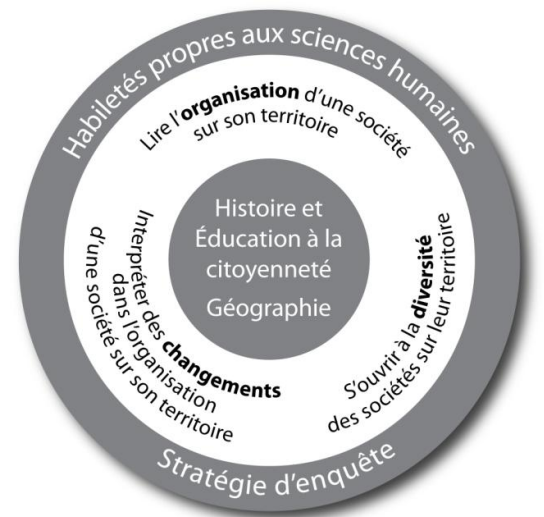 Habiletés propres aux sciences humaines
Lire l'organisation d'une société
sur son territoire
Histoire et
Éducation à la
citoyenneté
Géographie
Interpréter des changements
dans l'organisation
d'une société sur son territoire
S'ouvrir à la diversité
des sociétés sur leur territoire
Stratégie d'enquête